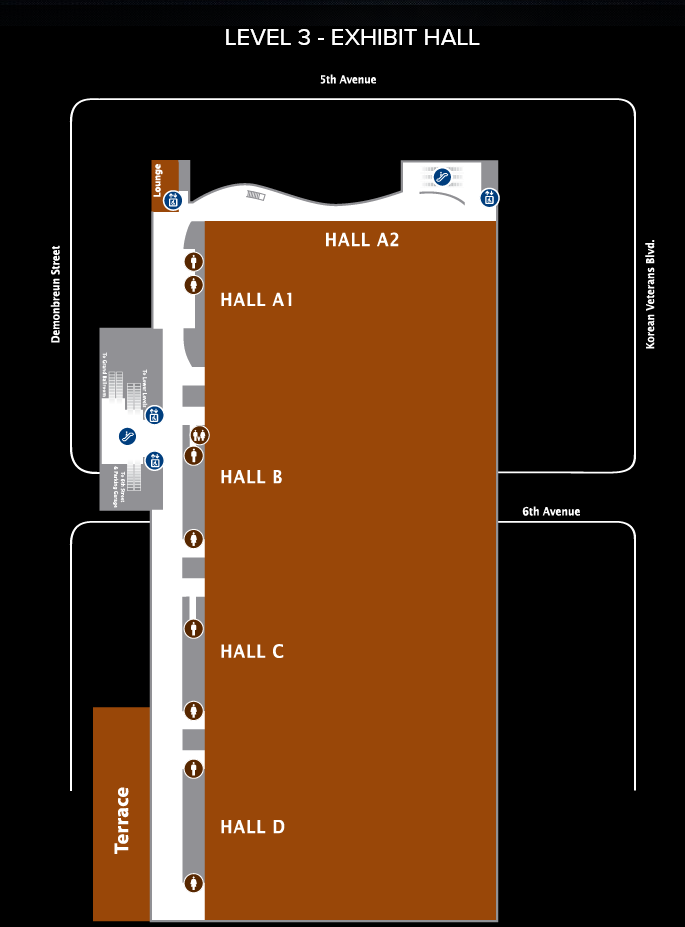 LEVEL 3 - EXHIBIT HALL
5th Avenue
Lounge
HALL A2
Demonbreun Street
Korean Veterans Blvd.
HALL A1
To Grand Ballroom
To Lower Levels
HALL B
To 6th Street
& Parking Garage
6th Avenue
HALL C
Terrace
HALL D